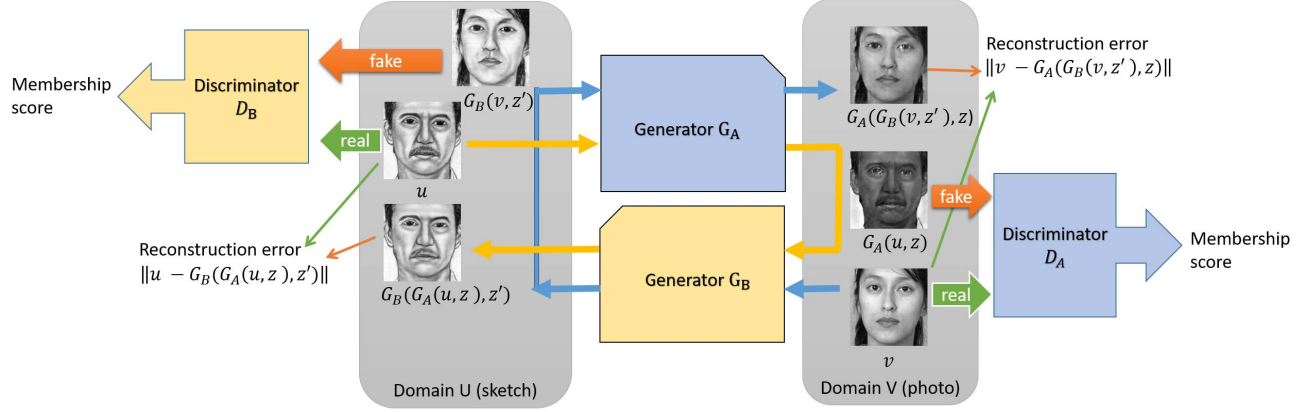 fake
Reconstruction error
‖v − G_A(G_B(v, z′), z)‖
Discriminator
D_B
Membership
score
G_B(v, z′)
G_A(G_B(v, z′), z)
Generator G_A
real
u
fake
G_A(u, z)
Discriminator
D_A
Membership
score
Reconstruction error
‖u − G_B(G_A(u, z ), z′)‖
G_B(G_A(u, z ), z′)
Generator G_B
real
v
Domain U (sketch)
Domain V (photo)